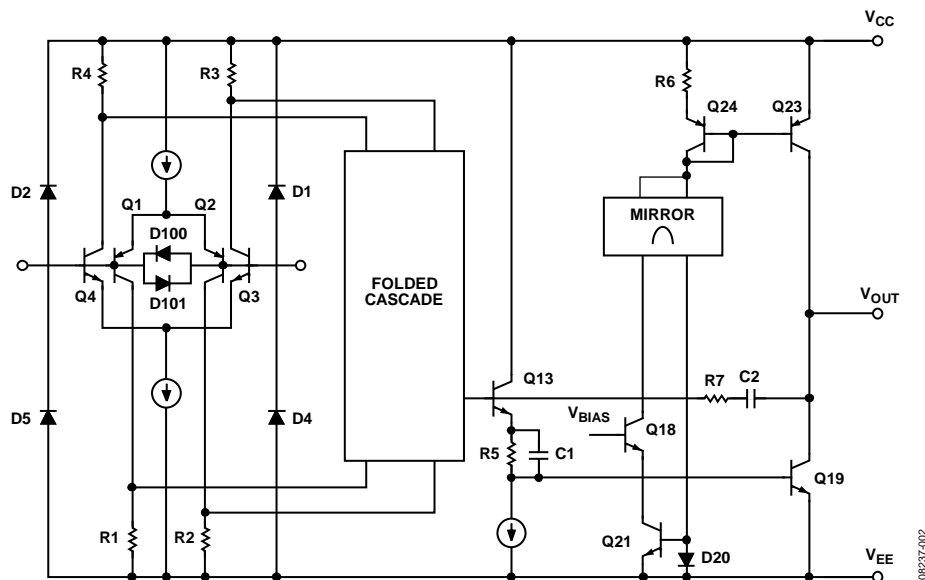 VCC
R4
R3
R6
Q24
Q23
D2
D1
Q1
Q2
D100
D101
Q4
Q3
MIRROR
FOLDED
CASCADE
VOUT
Q13
R7
C2
D5
D4
VBIAS
Q18
R5
C1
Q19
R1
R2
Q21
D20
VEE
08237-002